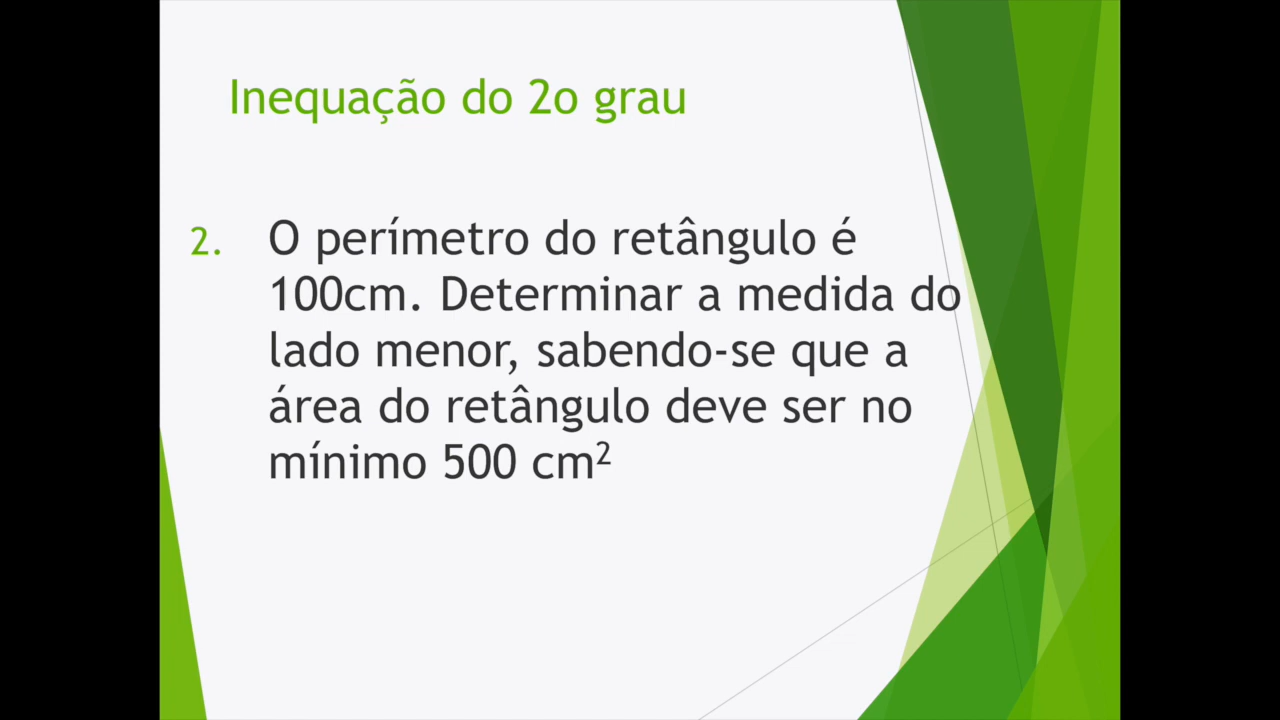 Inequação do 2o grau
2. O perímetro do retângulo é
100cm. Determinar a medida do
lado menor, sabendo-se que a
área do retângulo deve ser no
mínimo 500 cm²